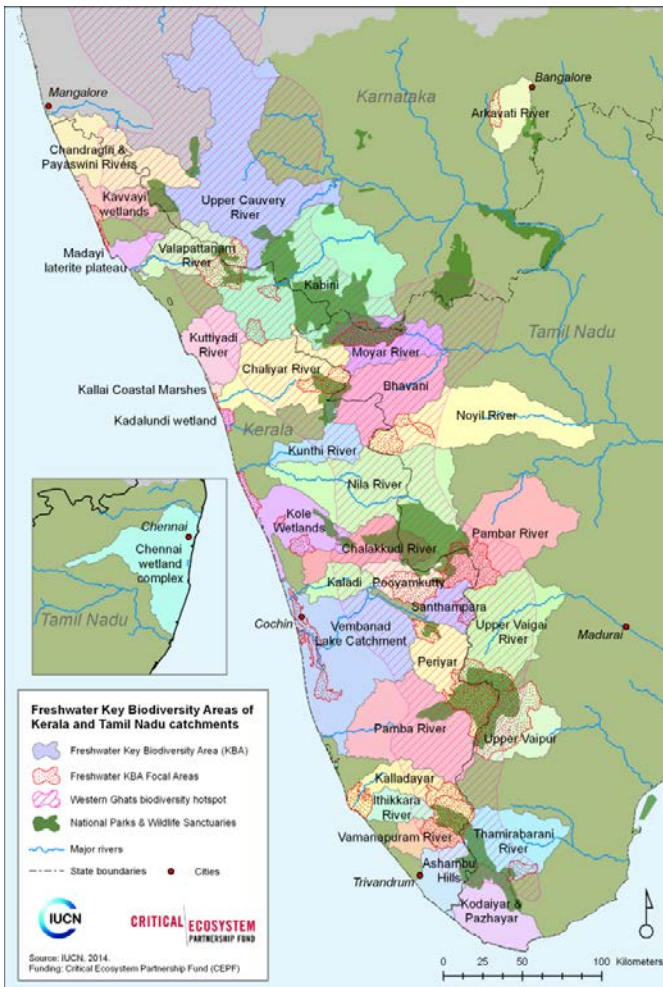 Mangalore
Bangalore
Karnataka
Arkavati River
Chandragiri &
Payaswini Rivers
Kavvayi
wetlands
Upper Cauvery
River
Madayi
laterite plateau
Valapattanam
River
Kabini
Tamil Nadu
Kuttiyadi
River
Moyar River
Chaliyar River
Bhavani
Kallai Coastal Marshes
Noyil River
Kadalundi wetland
Kerala
Kunthi River
Nila River
Kole
Wetlands
Pambar River
Chalakkudi River
Kaladi
Pooyamkutty
Santhampara
Cochin
Vembanad
Lake Catchment
Upper Vaigai
River
Madurai
Periyar
Pamba River
Upper Vaipur
Kalladayar
Ithikkara
River
Vamanapuram River
Thamirabarani
River
Ashambu
Hills
Trivandrum
Kodaiyar &
Pazhayar
Chennai
Chennai
wetland
complex
Tamil Nadu
Freshwater Key Biodiversity Areas of
Kerala and Tamil Nadu catchments
Freshwater Key Biodiversity Area (KBA)
Freshwater KBA Focal Areas
Western Ghats biodiversity hotspot
National Parks & Wildlife Sanctuaries
Major rivers
State boundaries
Cities
IUCN
CRITICAL ECOSYSTEM
PARTNERSHIP FUND
Source: IUCN, 2014.
Funding: Critical Ecosystem Partnership Fund (CEPF)
0 25 50 100 Kilometers